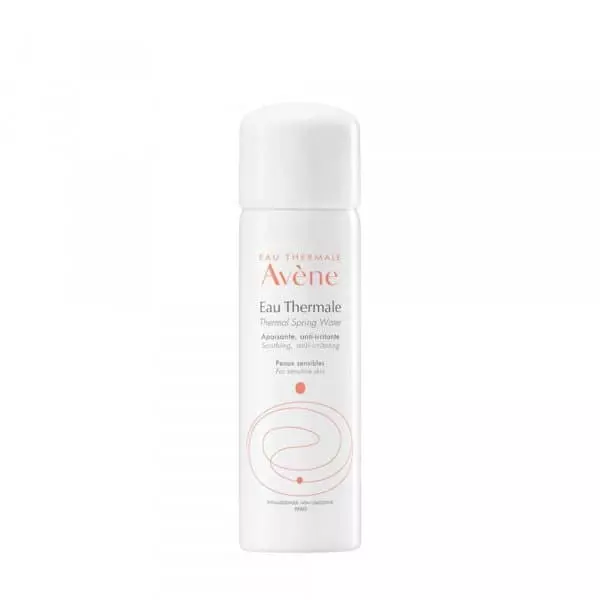 EAU THERMALE
Avène
Eau Thermale
Thermal Spring Water
Apaisante, anti-irritante
Soothing, anti-irritating
Peaux sensibles
For sensitive skin
PARIS